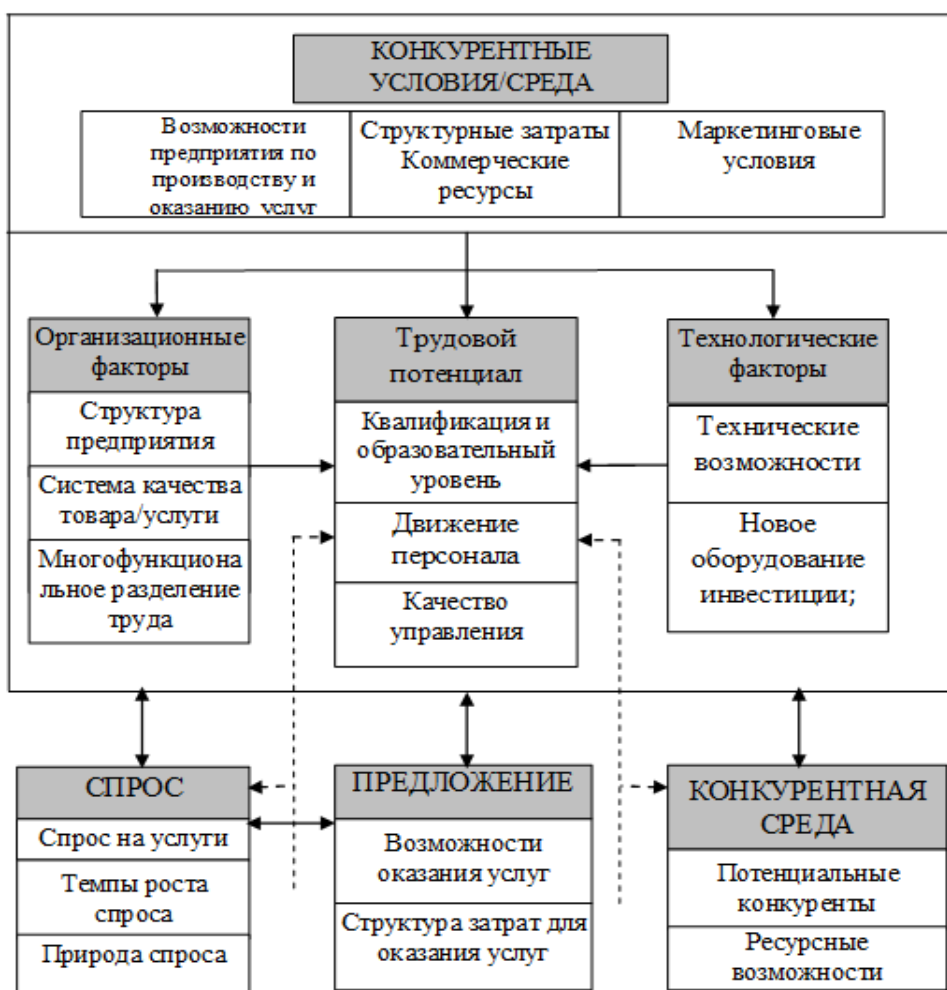 КОНКУРЕНТНЫЕ
УСЛОВИЯ/СРЕДА
Возможности
предприятия по
производству и
оказанию услуг
Структурные затраты
Коммерческие
ресурсы
Маркетинговые
условия
Организационные
факторы
Структура
предприятия
Система качества
товара/услуги
Многофункциона
льное разделение
труда
Трудовой
потенциал
Квалификация и
образовательный
уровень
Движение
персонала
Качество
управления
Технологические
факторы
Технические
возможности
Новое
оборудование
инвестиции;
СПРОС
Спрос на услуги
Темпы роста
спроса
Природа спроса
ПРЕДЛОЖЕНИЕ
Возможности
оказания услуг
Структура затрат для
оказания услуг
КОНКУРЕНТНАЯ
СРЕДА
Потенциальные
конкуренты
Ресурсные
возможности